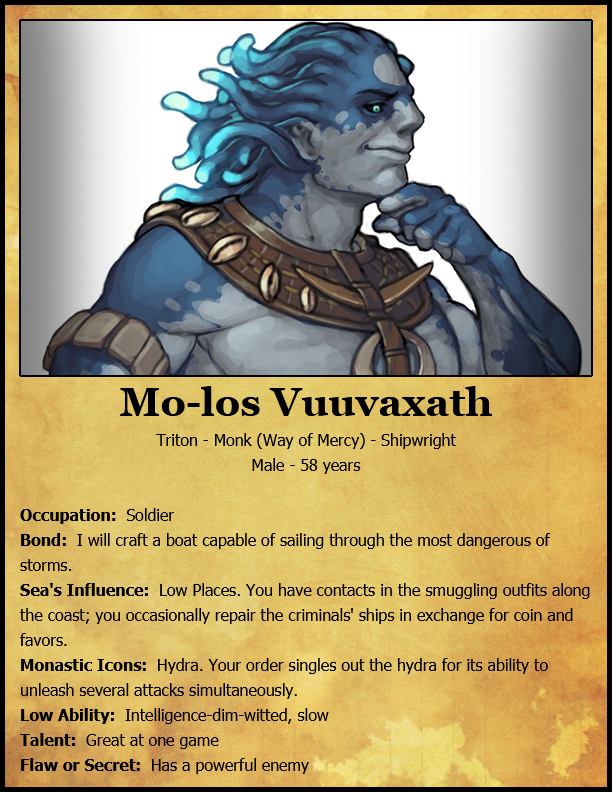 Mo-los Vuuvaxath
Triton - Monk (Way of Mercy) - Shipwright
Male - 58 years
Occupation:  Soldier
Bond:  I will craft a boat capable of sailing through the most dangerous of
storms.
Sea's Influence:  Low Places. You have contacts in the smuggling outfits along
the coast; you occasionally repair the criminals' ships in exchange for coin and
favors.
Monastic Icons:  Hydra. Your order singles out the hydra for its ability to
unleash several attacks simultaneously.
Low Ability:  Intelligence-dim-witted, slow
Talent:  Great at one game
Flaw or Secret:  Has a powerful enemy